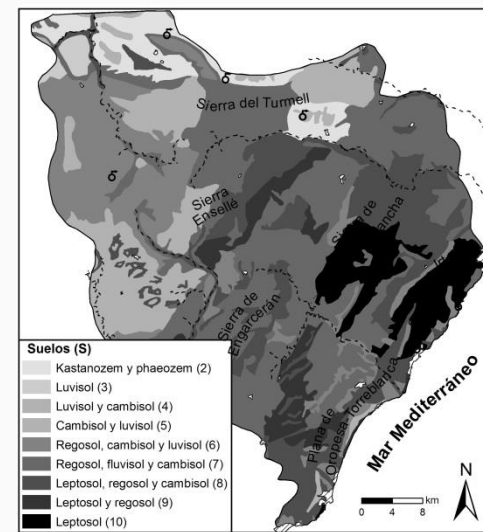 Sierra del Turmell
Sierra
Ensellé
Sierra de
Engarcerán
Plana de
Oropesa-Torreblanca
Mar Mediterráneo
Suelos (S)
Kastanozem y phaeozem (2)
Luvisol (3)
Luvisol y cambisol (4)
Cambisol y luvisol (5)
Regosol, cambisol y luvisol (6)
Regosol, fluvisol y cambisol (7)
Leptosol, regosol y cambisol (8)
Leptosol y regosol (9)
Leptosol (10)
N
km
0 4 8